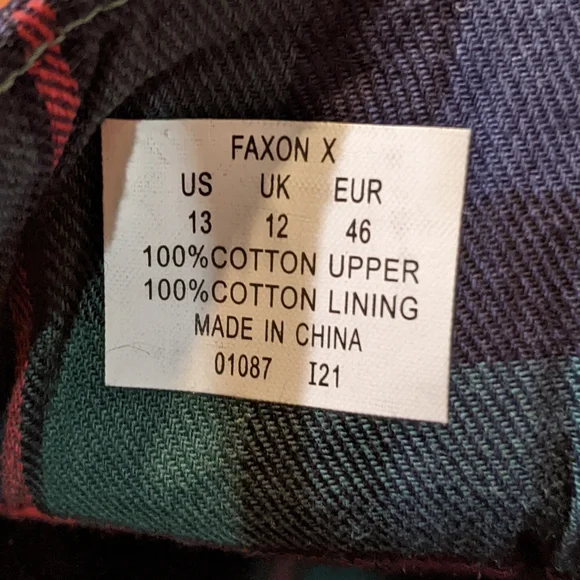 FAXON X
US UK EUR
13 12 46
100%COTTON UPPER
100%COTTON LINING
MADE IN CHINA
01087 I21